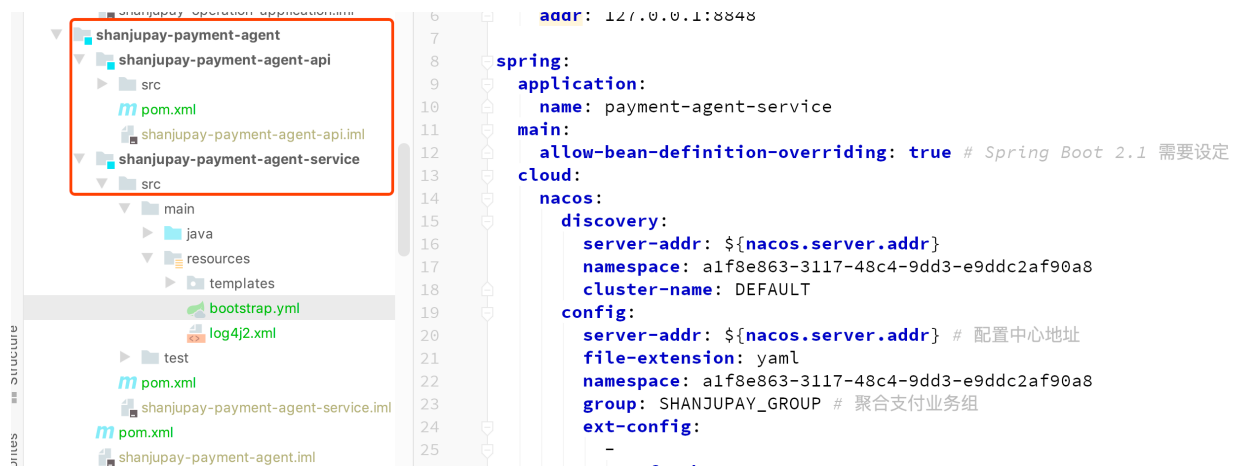 shanjupay-operation-application.iml
shanjupay-payment-agent
shanjupay-payment-agent-api
src
pom.xml
shanjupay-payment-agent-api.iml
shanjupay-payment-agent-service
src
main
java
resources
templates
bootstrap.yml
log4j2.xml
test
pom.xml
shanjupay-payment-agent-service.iml
pom.xml
shanjupay-payment-agent.iml
Structure
6 addr: 127.0.0.1:8848
7
8 spring:
9 application:
10 name: payment-agent-service
11 main:
12 allow-bean-definition-overriding: true # Spring Boot 2.1 需要设定
13 cloud:
14 nacos:
15 discovery:
16 server-addr: ${nacos.server.addr}
17 namespace: a1f8e863-3117-48c4-9dd3-e9ddc2af90a8
18 cluster-name: DEFAULT
19 config:
20 server-addr: ${nacos.server.addr} # 配置中心地址
21 file-extension: yaml
22 namespace: a1f8e863-3117-48c4-9dd3-e9ddc2af90a8
23 group: SHANJUPAY_GROUP # 聚合支付业务组
24 ext-config:
25 -